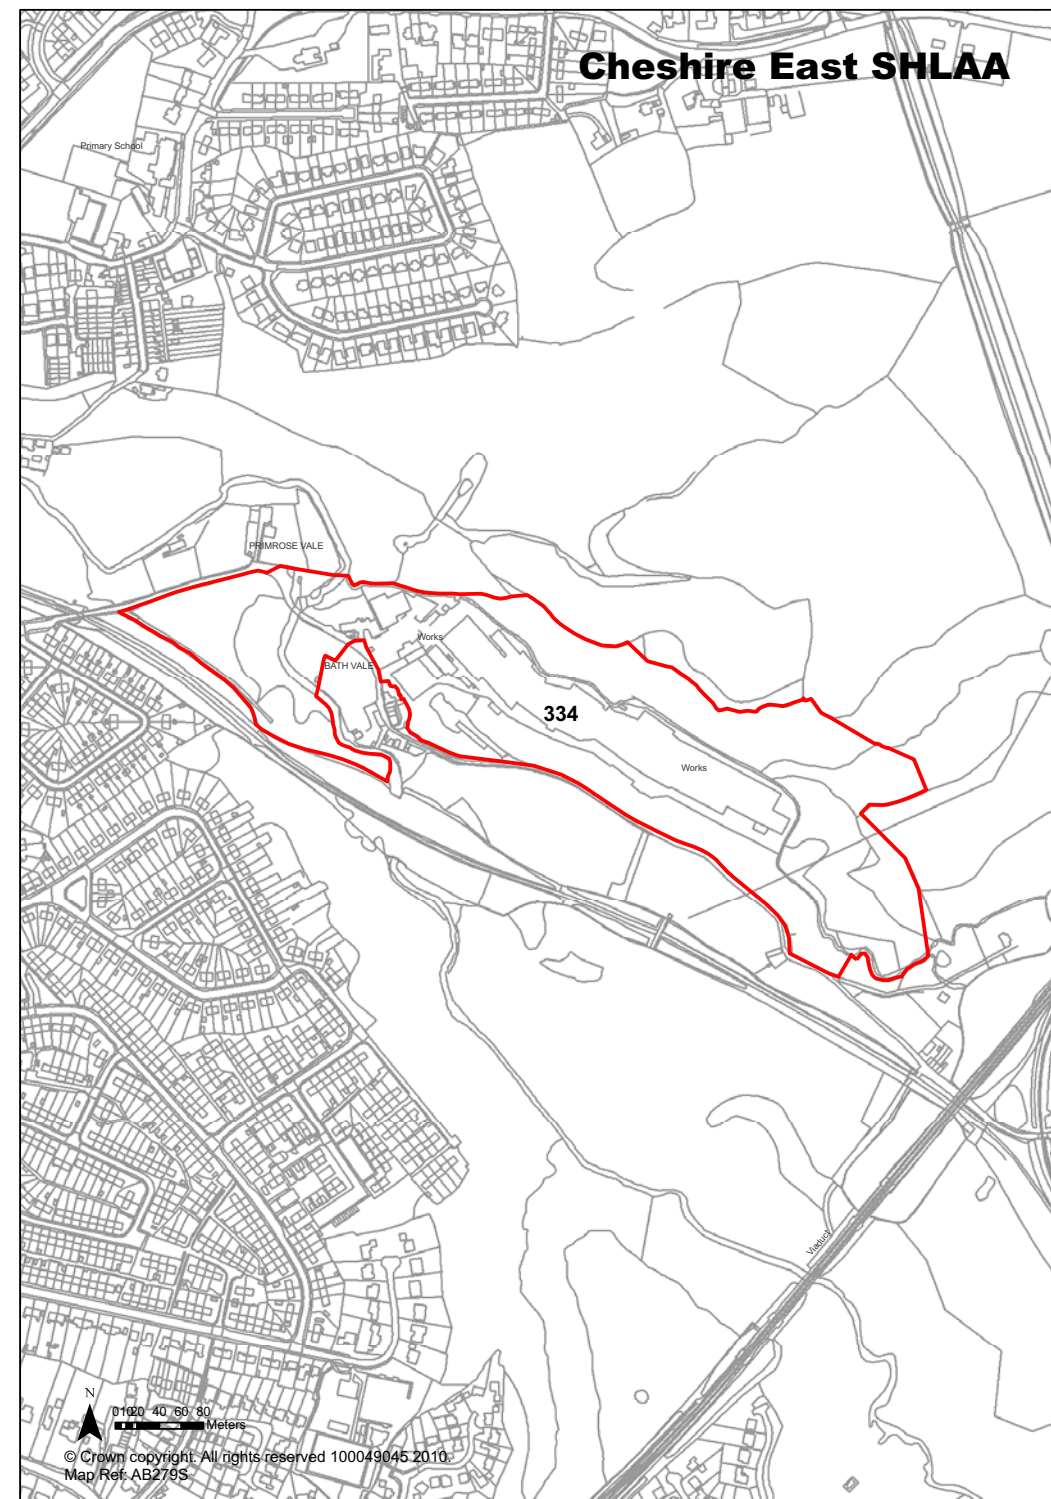 Cheshire East SHLAA
Primary School
PRIMROSE VALE
Works
BATH VALE
334
Works
Viaduct
N
0 10 20 40 60 80
Meters
© Crown copyright. All rights reserved 100049045 2010.
Map Ref: AB279S